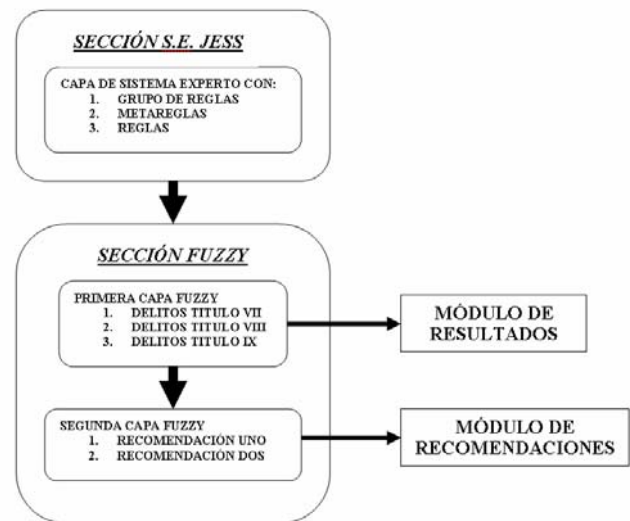 SECCIÓN S.E. JESS
CAPA DE SISTEMA EXPERTO CON:
1. GRUPO DE REGLAS
2. METAREGLAS
3. REGLAS
SECCIÓN FUZZY
PRIMERA CAPA FUZZY
1. DELITOS TITULO VII
2. DELITOS TITULO VIII
3. DELITOS TITULO IX
MÓDULO DE
RESULTADOS
SEGUNDA CAPA FUZZY
1. RECOMENDACIÓN UNO
2. RECOMENDACIÓN DOS
MÓDULO DE
RECOMENDACIONES